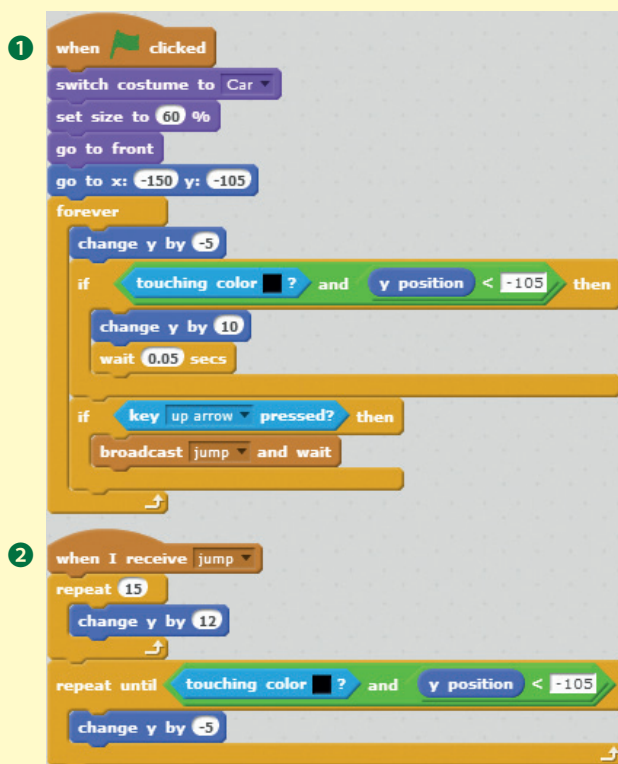 1
when clicked
switch costume to Car
set size to 60 %
go to front
go to x: -150 y: -105
forever
change y by -5
if touching color ? and y position < -105 then
change y by 10
wait 0.05 secs
if key up arrow pressed? then
broadcast jump and wait
2
when I receive jump
repeat 15
change y by 12
repeat until touching color ? and y position < -105
change y by -5